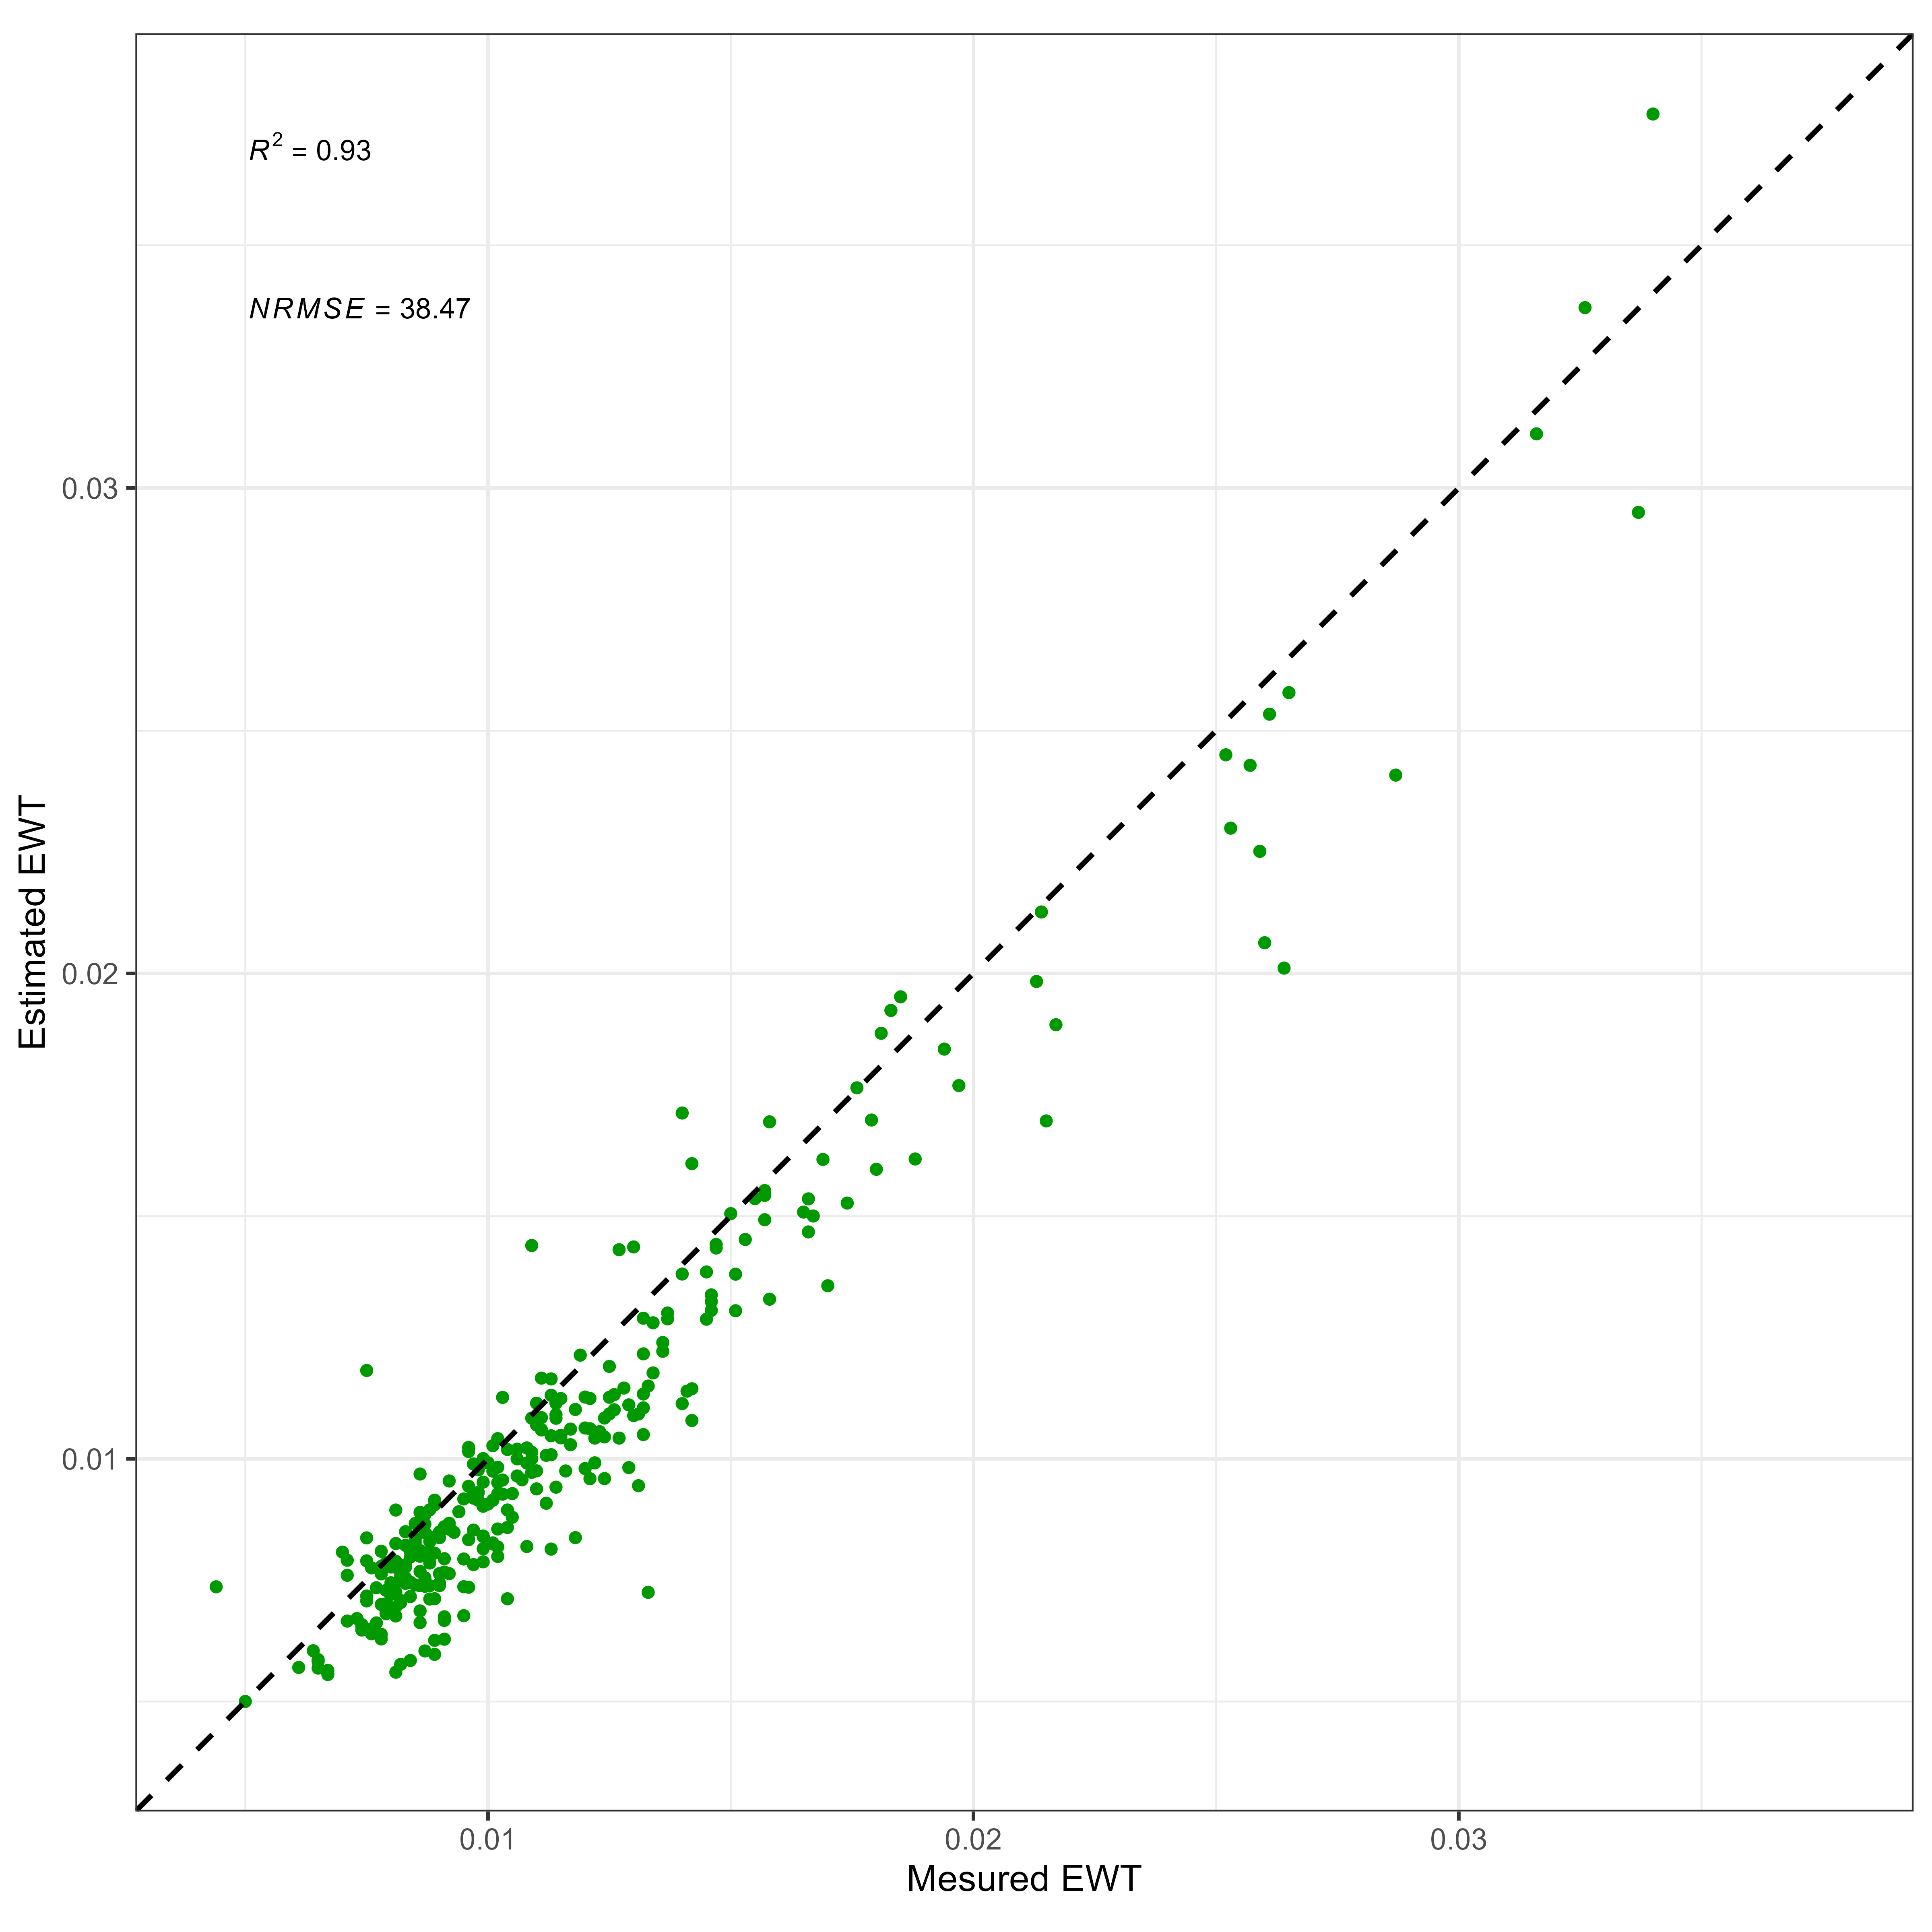 R² = 0.93
NRMSE = 38.47
0.03
0.02
0.01
Estimated EWT
0.01
0.02
0.03
Mesured EWT